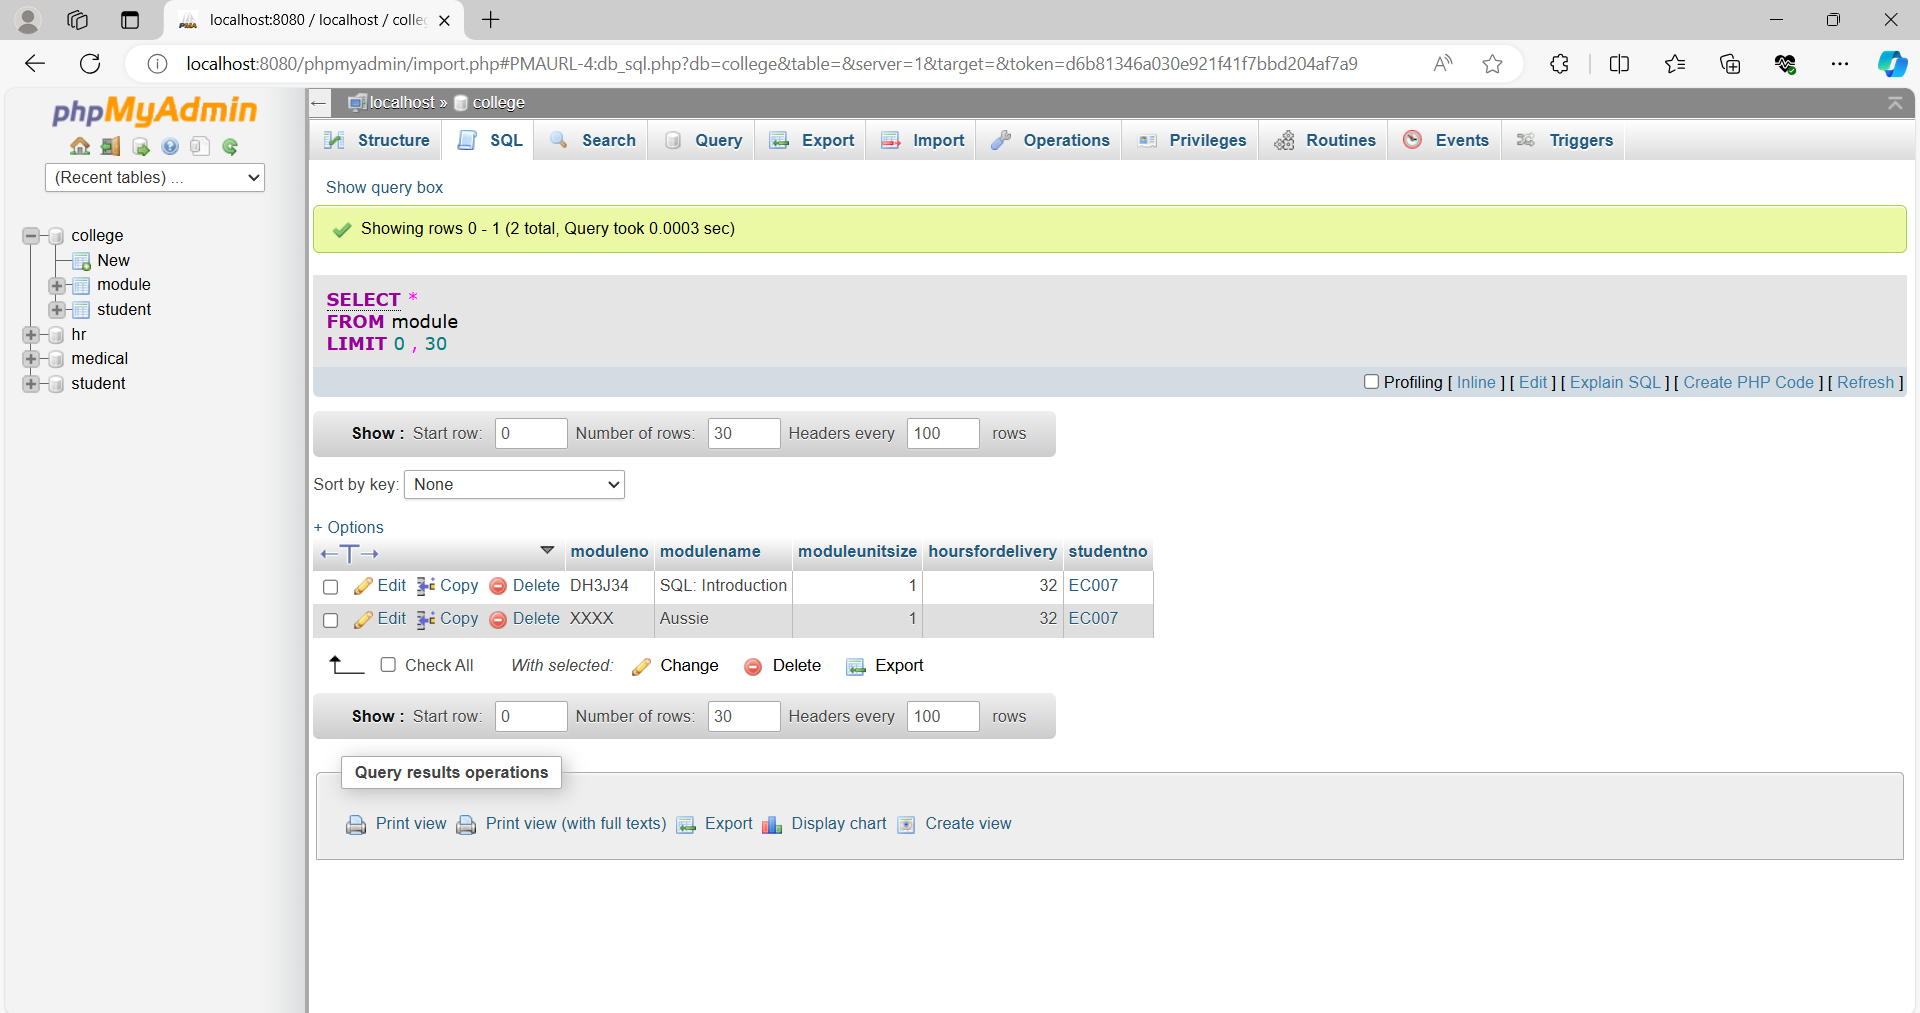 localhost:8080 / localhost / colle
localhost:8080/phpmyadmin/import.php#PMAURL-4:db_sql.php?db=college&table=&server=1&target=&token=d6b81346a030e921f41f7bbd204af7a9
phpMyAdmin
(Recent tables) ...
college
New
module
student
hr
medical
student
localhost » college
Structure SQL Search Query Export Import Operations Privileges Routines Events Triggers
Show query box
Showing rows 0 - 1 (2 total, Query took 0.0003 sec)
SELECT *
FROM module
LIMIT 0 , 30
Profiling [ Inline ] [ Edit ] [ Explain SQL ] [ Create PHP Code ] [ Refresh ]
Show : Start row: 0 Number of rows: 30 Headers every 100 rows
Sort by key: None
+ Options
←T→ moduleno modulename moduleunitsize hoursfordelivery studentno
Edit Copy Delete DH3J34 SQL: Introduction 1 32 EC007
Edit Copy Delete XXXX Aussie 1 32 EC007
Check All With selected: Change Delete Export
Show : Start row: 0 Number of rows: 30 Headers every 100 rows
Query results operations
Print view Print view (with full texts) Export Display chart Create view